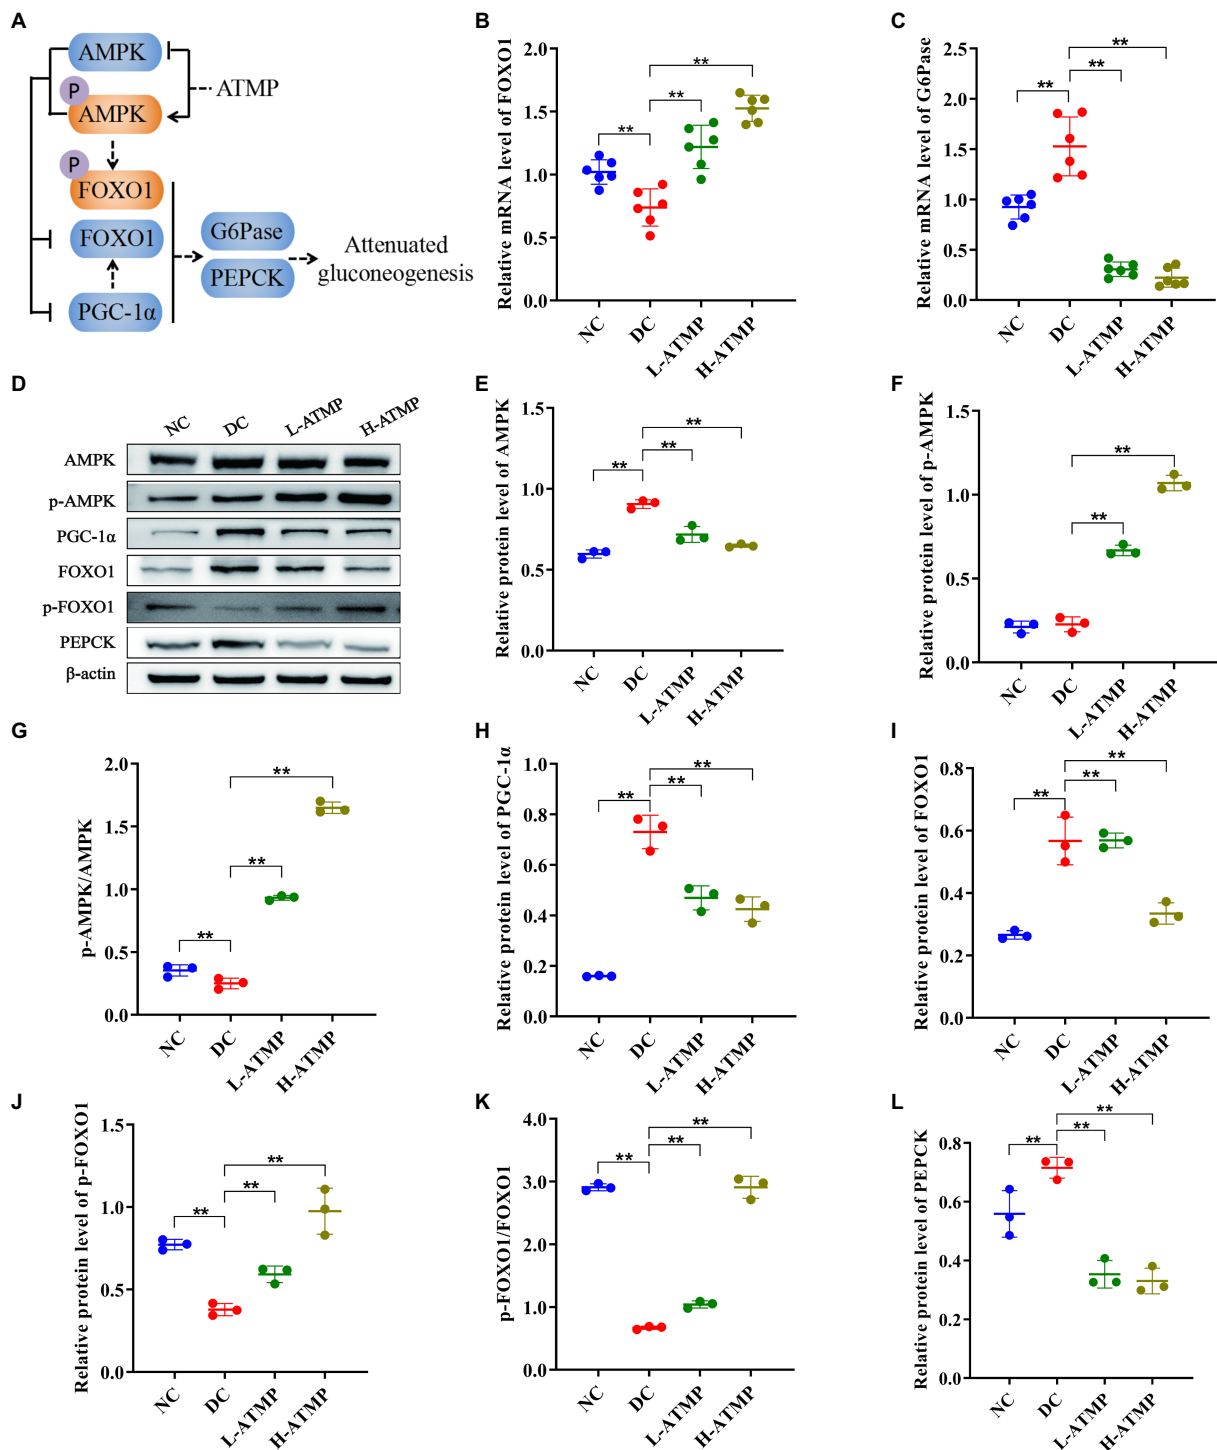 A
AMPK
P
AMPK
ATMP
P
FOXO1
FOXO1
PGC-1α
G6Pase
PEPCK
Attenuated
gluconeogenesis
B
Relative mRNA level of FOXO1
2.0
1.5
1.0
0.5
0.0
**
**
**
NC
DC
L-ATMP
H-ATMP
C
Relative mRNA level of G6Pase
2.5
2.0
1.5
1.0
0.5
0.0
**
**
**
NC
DC
L-ATMP
H-ATMP
D
NC
DC
L-ATMP
H-ATMP
AMPK
p-AMPK
PGC-1α
FOXO1
p-FOXO1
PEPCK
β-actin
E
Relative protein level of AMPK
1.5
1.0
0.5
0.0
**
**
**
NC
DC
L-ATMP
H-ATMP
F
Relative protein level of p-AMPK
1.5
1.0
0.5
0.0
**
**
NC
DC
L-ATMP
H-ATMP
G
p-AMPK/AMPK
2.0
1.5
1.0
0.5
0.0
**
**
**
NC
DC
L-ATMP
H-ATMP
H
Relative protein level of PGC-1α
1.0
0.8
0.6
0.4
0.2
0.0
**
**
**
NC
DC
L-ATMP
H-ATMP
I
Relative protein level of FOXO1
0.8
0.6
0.4
0.2
0.0
**
**
**
NC
DC
L-ATMP
H-ATMP
J
Relative protein level of p-FOXO1
1.5
1.0
0.5
0.0
**
**
**
NC
DC
L-ATMP
H-ATMP
K
p-FOXO1/FOXO1
4.0
3.0
2.0
1.0
0.0
**
**
**
NC
DC
L-ATMP
H-ATMP
L
Relative protein level of PEPCK
0.8
0.6
0.4
0.2
0.0
**
**
**
NC
DC
L-ATMP
H-ATMP